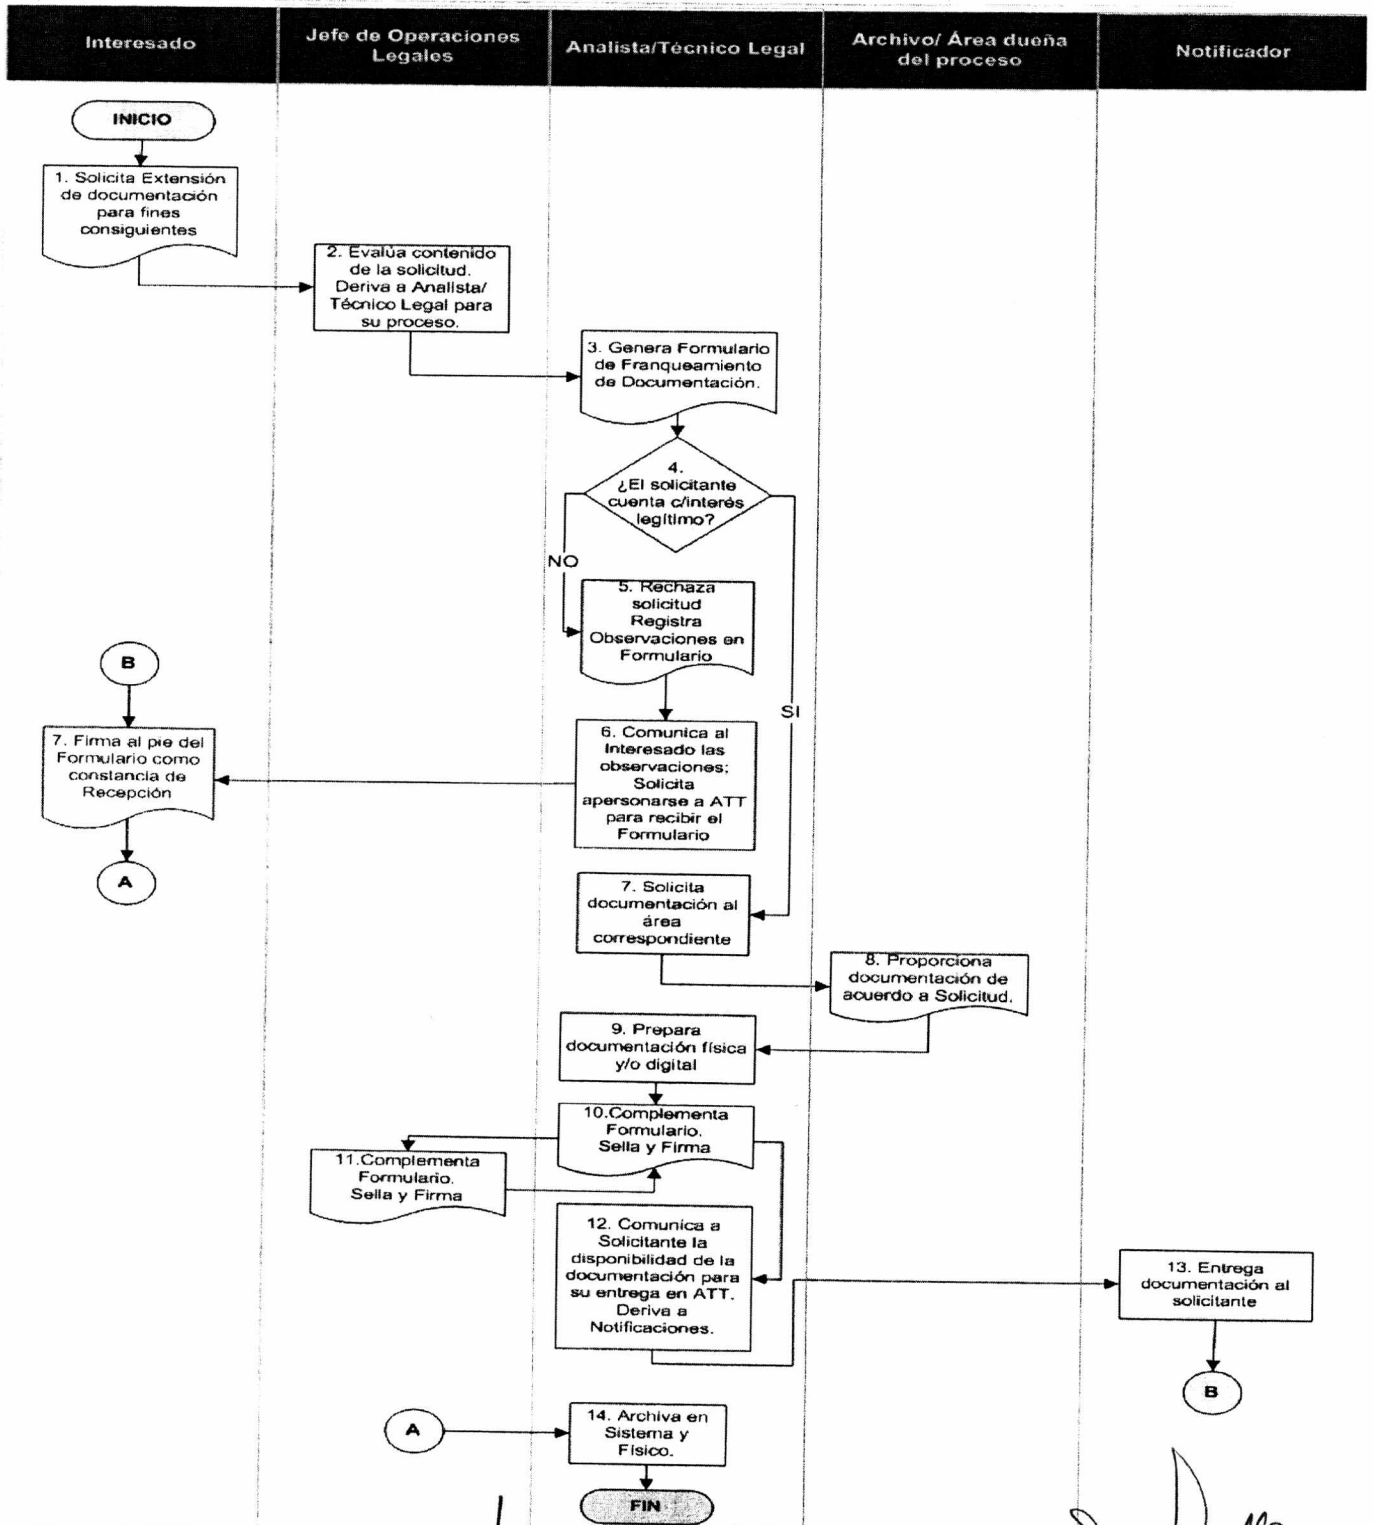 Interesado
Jefe de Operaciones
Legales
Analista/Técnico Legal
Archivo/ Área dueña
del proceso
Notificador
INICIO
1. Solicita Extensión
de documentación
para fines
consiguientes
2. Evalúa contenido
de la solicitud.
Deriva a Analista/
Técnico Legal para
su proceso.
3. Genera Formulario
de Franqueamiento
de Documentación.
4.
¿El solicitante
cuenta c/interés
legítimo?
NO
5. Rechaza
solicitud
Registra
Observaciones en
Formulario
SI
B
7. Firma al pie del
Formulario como
constancia de
Recepción
6. Comunica al
Interesado las
observaciones;
Solicita
apersonarse a ATT
para recibir el
Formulario
A
7. Solicita
documentación al
área
correspondiente
8. Proporciona
documentación de
acuerdo a Solicitud.
9. Prepara
documentación física
y/o digital
10.Complementa
Formulario.
Sella y Firma
11.Complementa
Formulario.
Sella y Firma
12. Comunica a
Solicitante la
disponibilidad de la
documentación para
su entrega en ATT.
Deriva a
Notificaciones.
13. Entrega
documentación al
solicitante
B
A
14. Archiva en
Sistema y
Físico.
FIN